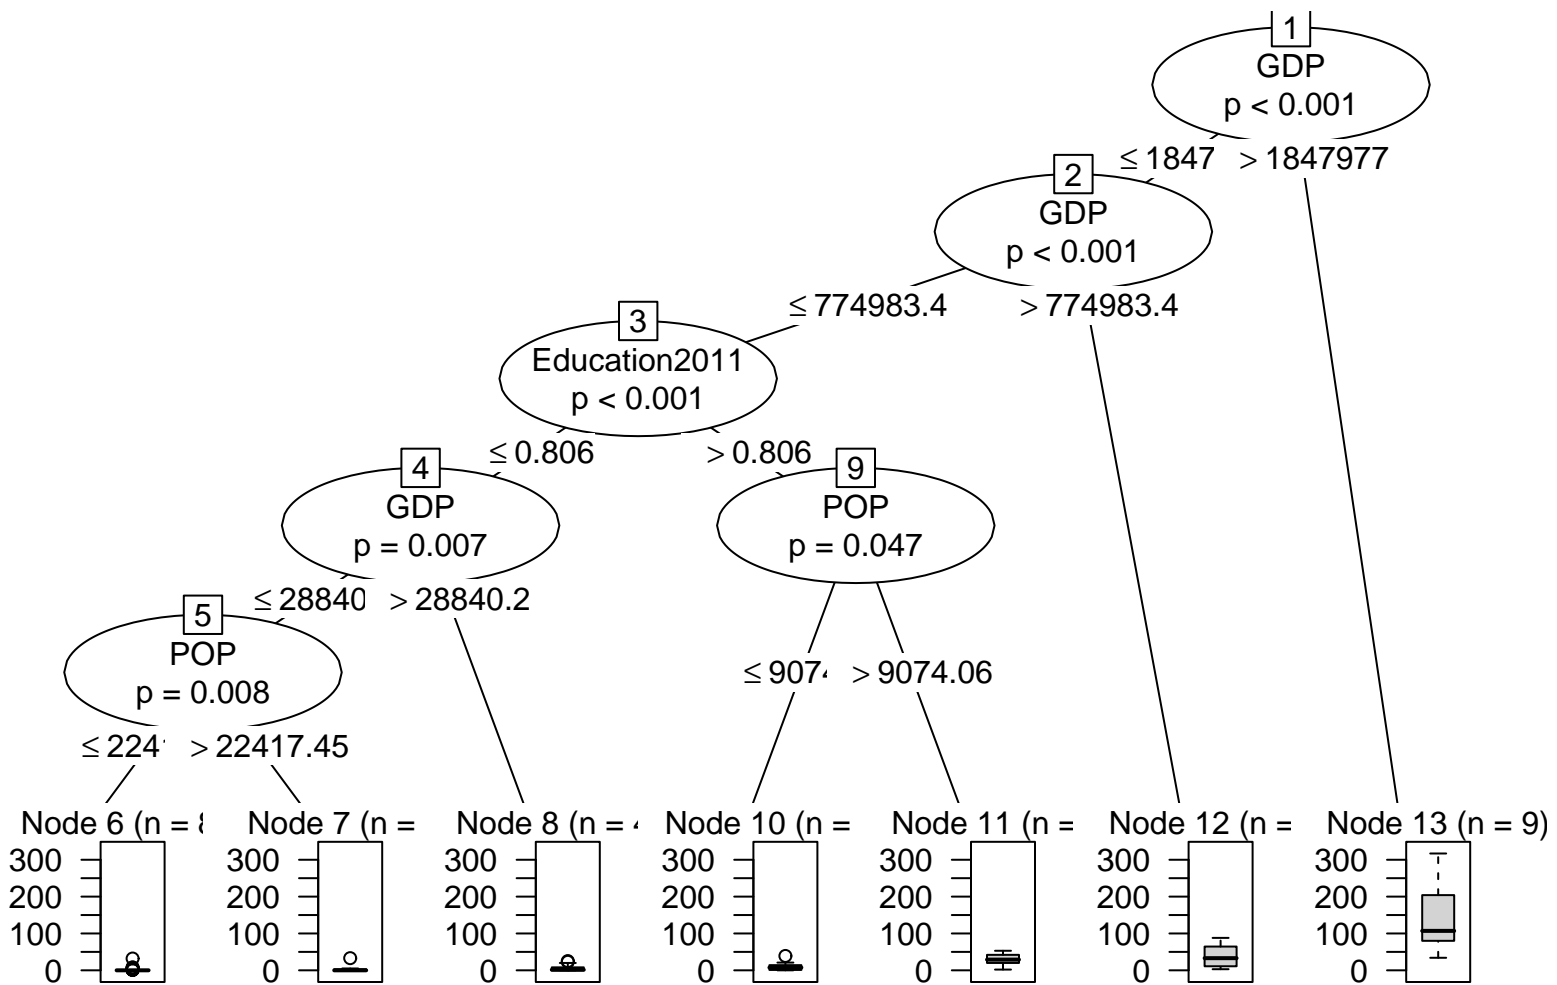 1
GDP
p < 0.001
≤ 1847 > 1847977
2
GDP
p < 0.001
≤ 774983.4 > 774983.4
3
Education2011
p < 0.001
≤ 0.806 > 0.806
4
GDP
p = 0.007
9
POP
p = 0.047
≤ 28840 > 28840.2
5
POP
p = 0.008
≤ 907 > 9074.06
≤ 224 > 22417.45
Node 6 (n = Node 7 (n = Node 8 (n = Node 10 (n = Node 11 (n = Node 12 (n = Node 13 (n = 9)
300 300 300 300 300 300 300
200 200 200 200 200 200 200
100 100 100 100 100 100 100
0 0 0 0 0 0 0